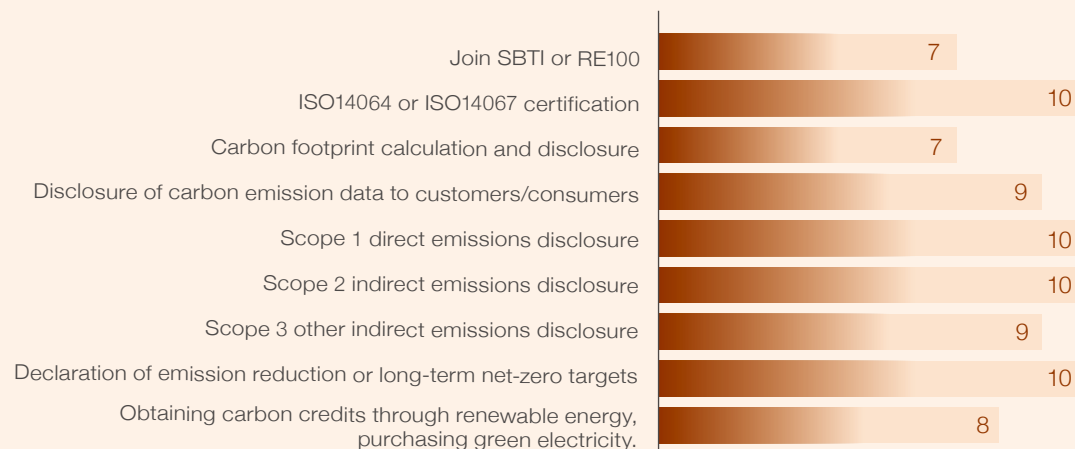 Join SBTI or RE100 7
ISO14064 or ISO14067 certification 10
Carbon footprint calculation and disclosure 7
Disclosure of carbon emission data to customers/consumers 9
Scope 1 direct emissions disclosure 10
Scope 2 indirect emissions disclosure 10
Scope 3 other indirect emissions disclosure 9
Declaration of emission reduction or long-term net-zero targets 10
Obtaining carbon credits through renewable energy,
purchasing green electricity. 8